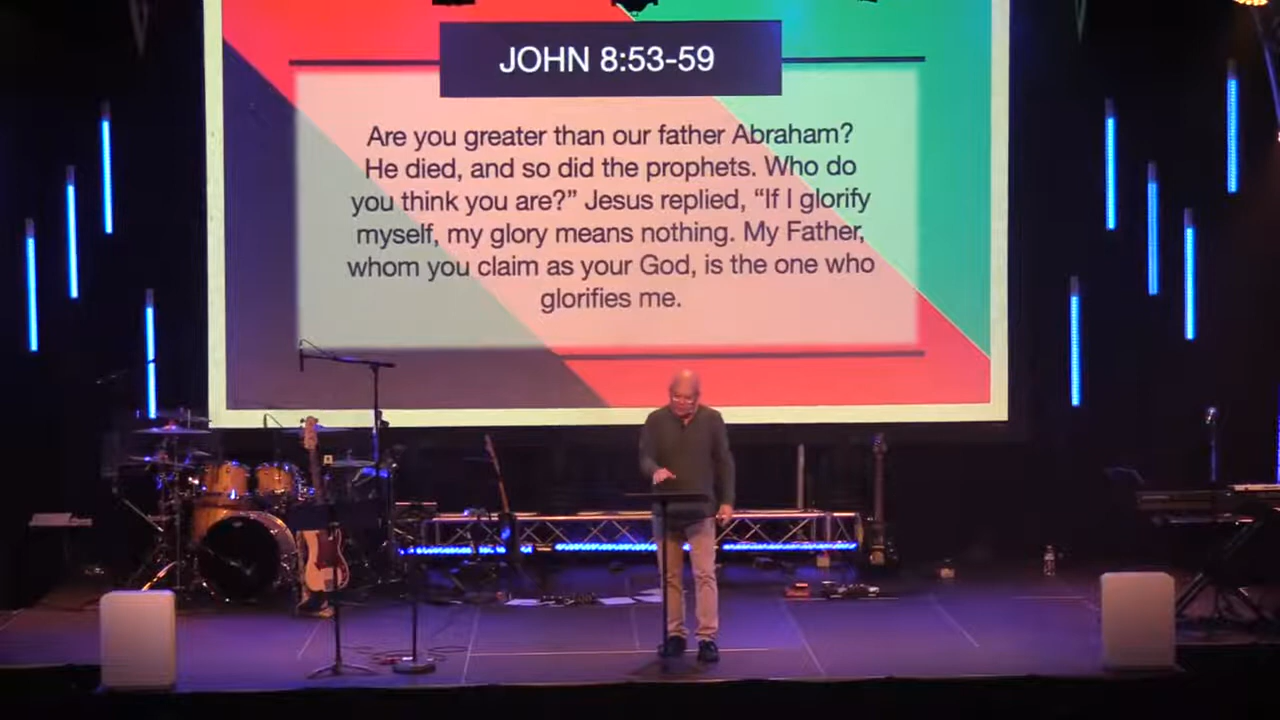 JOHN 8:53-59
Are you greater than our father Abraham?
He died, and so did the prophets. Who do
you think you are?” Jesus replied, “If I glorify
myself, my glory means nothing. My Father,
whom you claim as your God, is the one who
glorifies me.